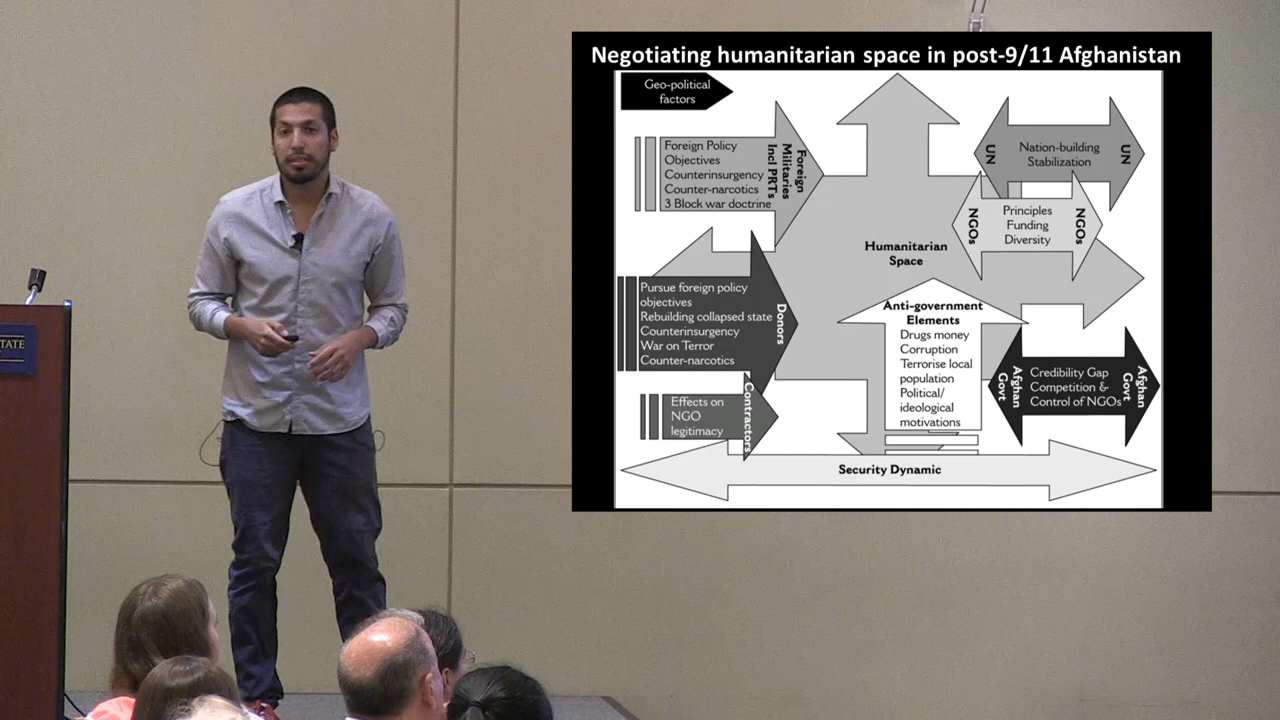 Negotiating humanitarian space in post-9/11 Afghanistan
Geo-political
factors
Foreign Policy
Objectives
Counterinsurgency
Counter-narcotics
3 Block war doctrine
Foreign
Militaries
Incl PRTs
UN
Nation-building
Stabilization
UN
NGOs
Principles
Funding
Diversity
NGOs
Humanitarian
Space
Pursue foreign policy
objectives
Rebuilding collapsed state
Counterinsurgency
War on Terror
Counter-narcotics
Donors
Anti-government
Elements
Drugs money
Corruption
Terrorise local
population
Political/
ideological
motivations
Afghan
Govt
Credibility Gap
Competition &
Control of NGOs
Afghan
Govt
Effects on
NGO
legitimacy
Contractors
Security Dynamic
TATE